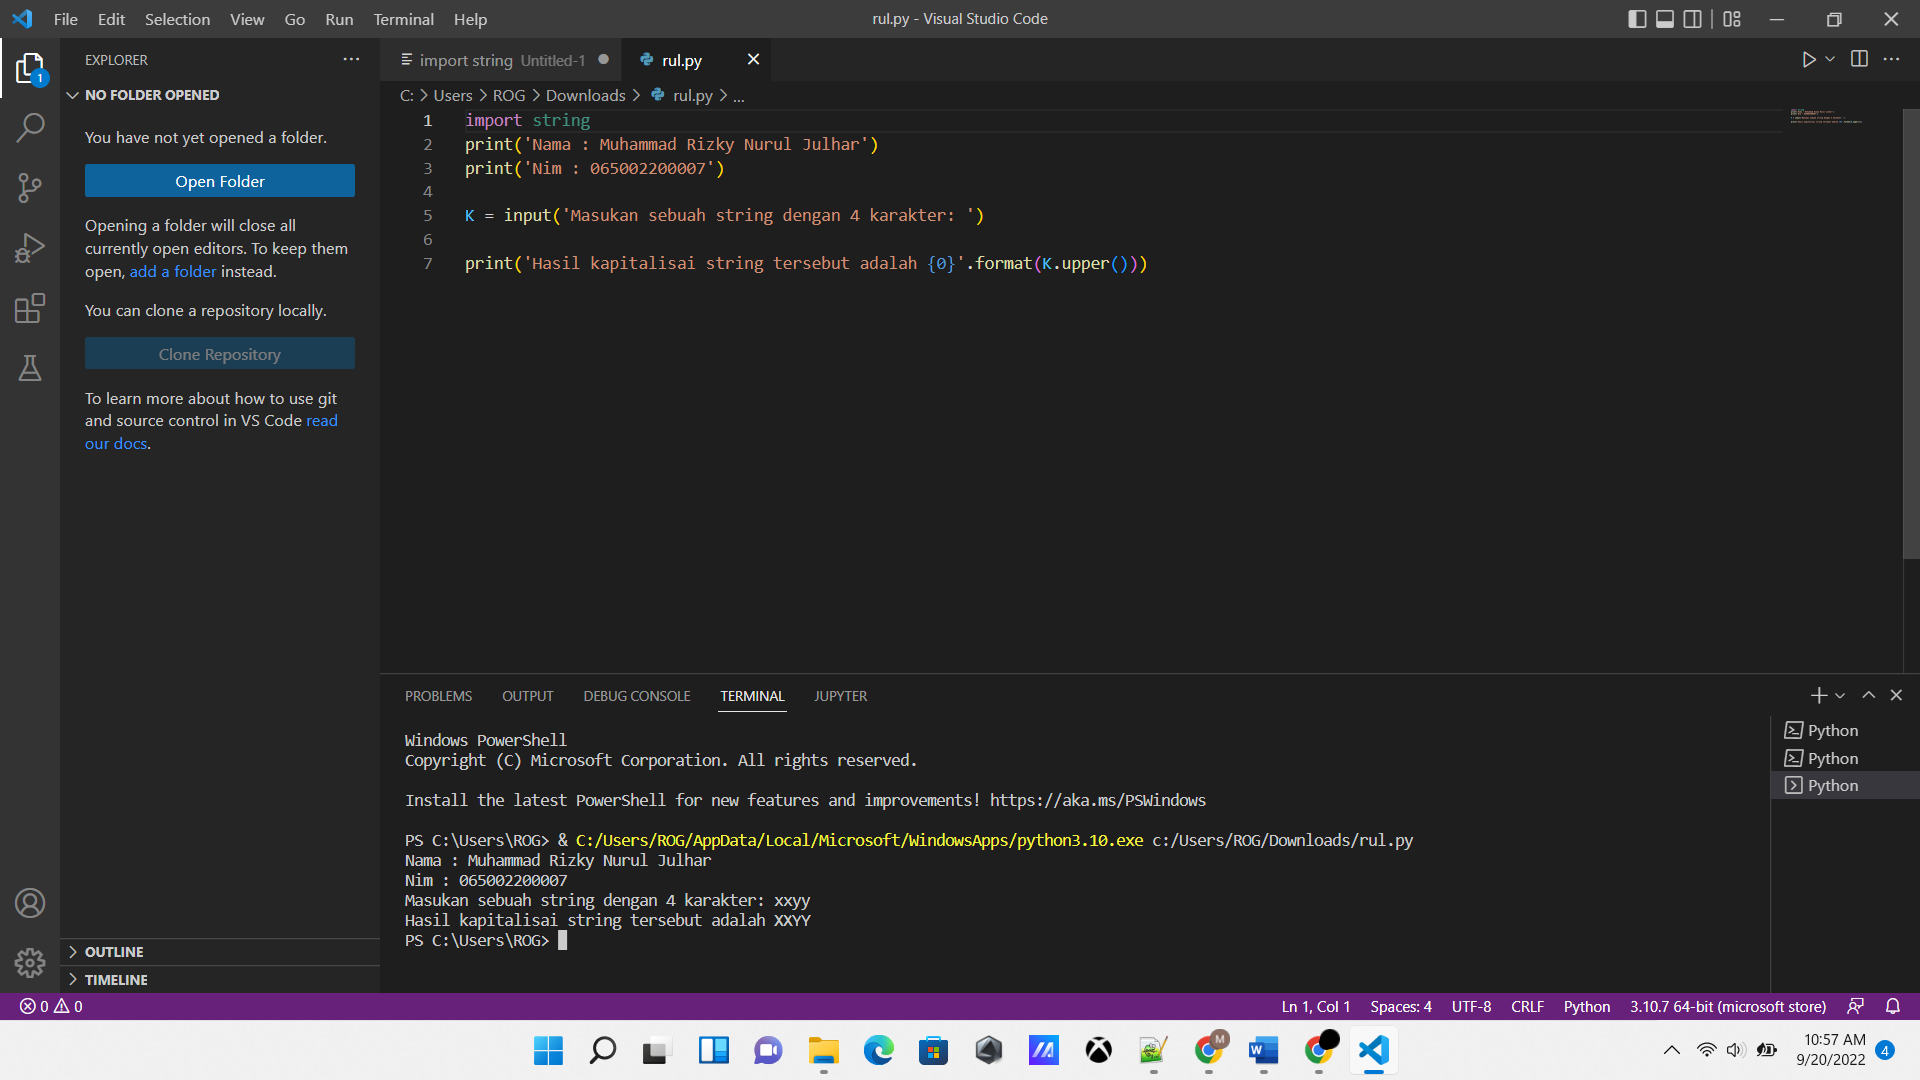 File Edit Selection View Go Run Terminal Help
rul.py - Visual Studio Code
EXPLORER
NO FOLDER OPENED
You have not yet opened a folder.
Open Folder
Opening a folder will close all
currently open editors. To keep them
open, add a folder instead.
You can clone a repository locally.
Clone Repository
To learn more about how to use git
and source control in VS Code read
our docs.
OUTLINE
TIMELINE
1
import string Untitled-1
rul.py
C: > Users > ROG > Downloads > rul.py > ...
1 import string
2 print('Nama : Muhammad Rizky Nurul Julhar')
3 print('Nim : 065002200007')
4
5 K = input('Masukan sebuah string dengan 4 karakter: ')
6
7 print('Hasil kapitalisai string tersebut adalah {0}'.format(K.upper()))
PROBLEMS OUTPUT DEBUG CONSOLE TERMINAL JUPYTER
Windows PowerShell
Copyright (C) Microsoft Corporation. All rights reserved.
Install the latest PowerShell for new features and improvements! https://aka.ms/PSWindows
PS C:\Users\ROG> & C:/Users/ROG/AppData/Local/Microsoft/WindowsApps/python3.10.exe c:/Users/ROG/Downloads/rul.py
Nama : Muhammad Rizky Nurul Julhar
Nim : 065002200007
Masukan sebuah string dengan 4 karakter: xxyy
Hasil kapitalisai string tersebut adalah XXYY
PS C:\Users\ROG>
Python
Python
Python
0 0
Ln 1, Col 1 Spaces: 4 UTF-8 CRLF Python 3.10.7 64-bit (microsoft store)
M
W
10:57 AM
9/20/2022
4